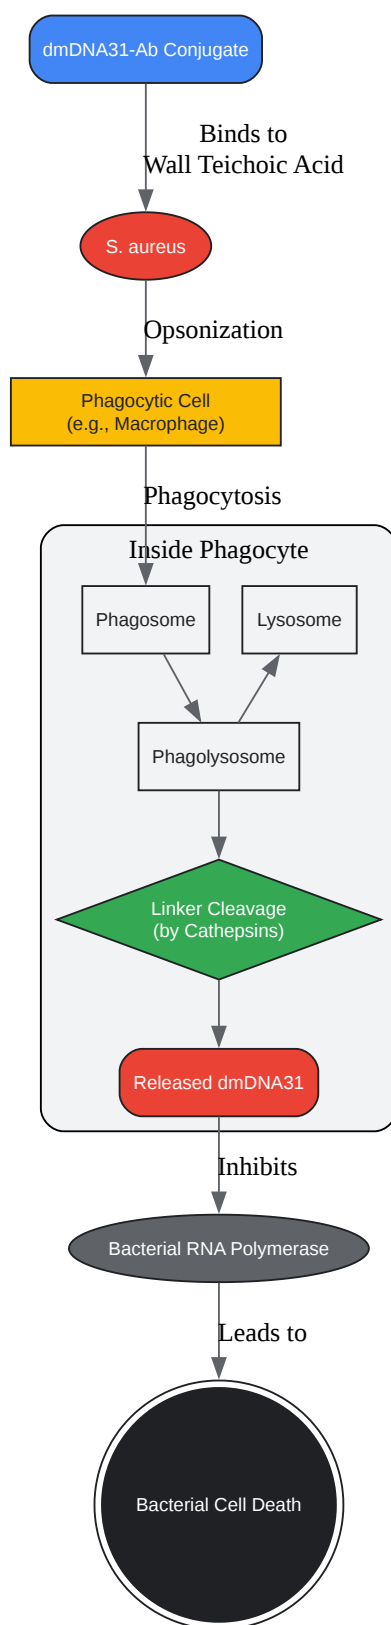 dmDNA31-Ab Conjugate
Binds to
Wall Teichoic Acid
S. aureus
Opsonization
Phagocytic Cell
(e.g., Macrophage)
Phagocytosis
Inside Phagocyte
Phagosome
Lysosome
Phagolysosome
Linker Cleavage
(by Cathepsins)
Released dmDNA31
Inhibits
Bacterial RNA Polymerase
Leads to
Bacterial Cell Death